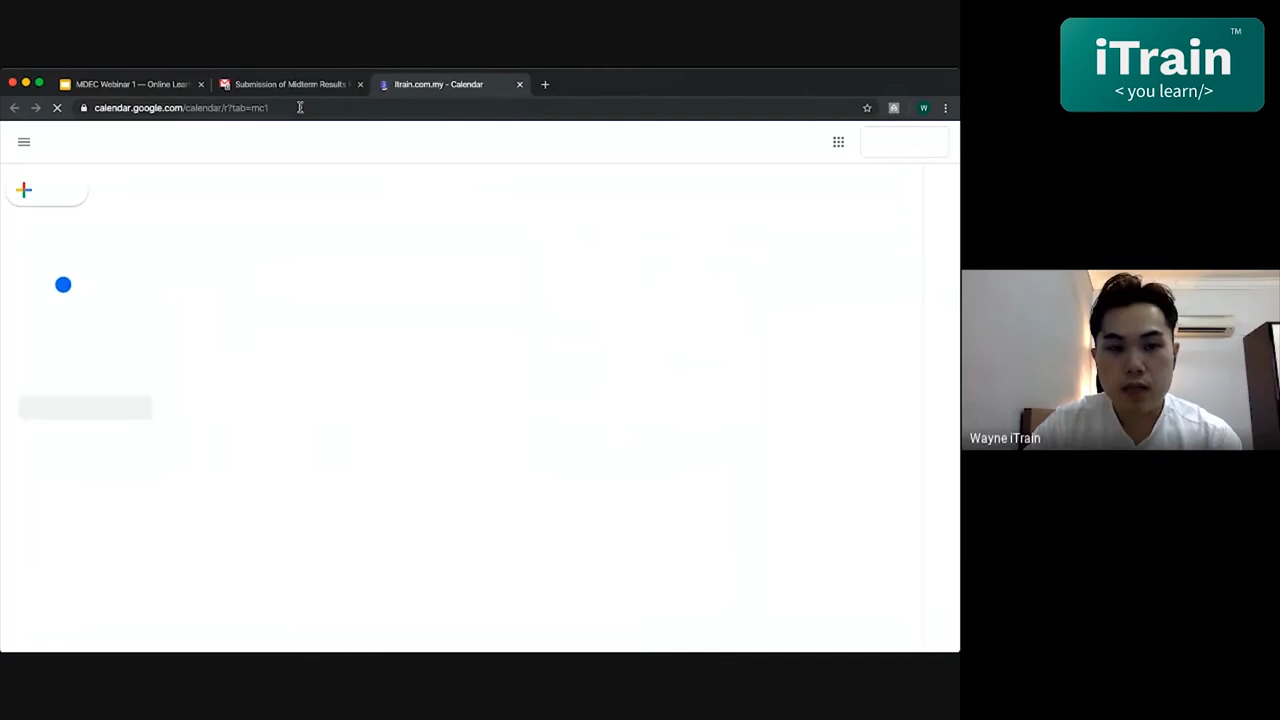 iTrain
TM
< you learn/>
MDEC Webinar 1 — Online Lear
Submission of Midterm Results
itrain.com.my - Calendar
calendar.google.com/calendar/r?tab=mc1
W
Wayne iTrain